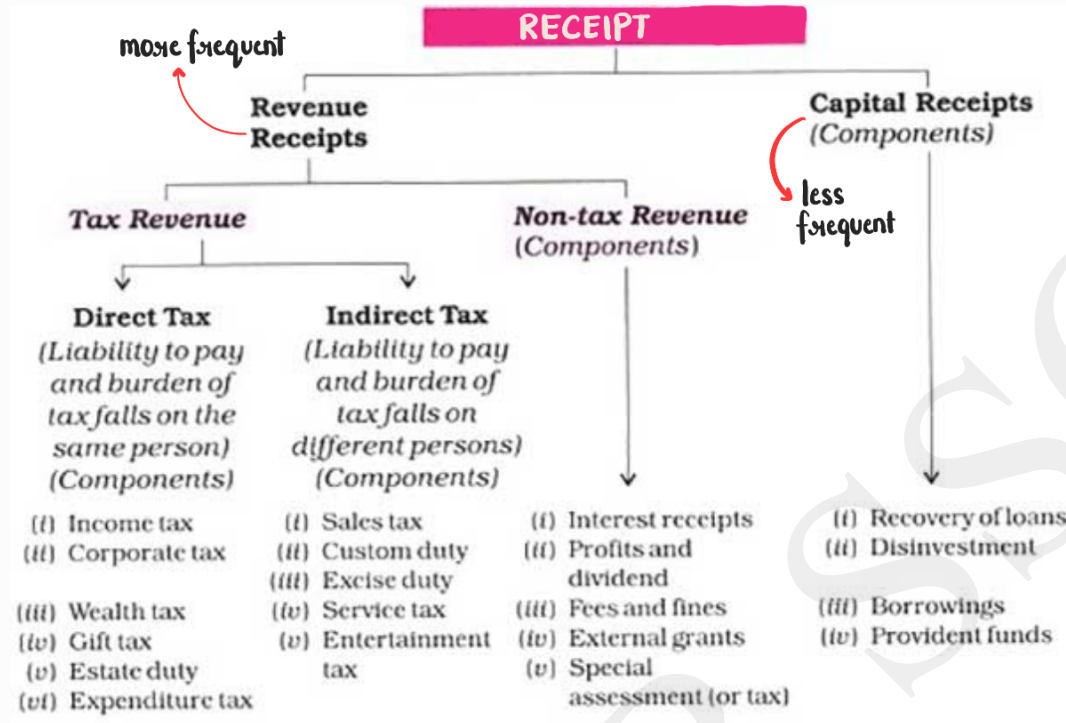 RECEIPT
more frequent
Revenue
Receipts
Capital Receipts
(Components)
less
frequent
Tax Revenue
Non-tax Revenue
(Components)
Direct Tax
(Liability to pay
and burden of
tax falls on the
same person)
(Components)
(i) Income tax
(ii) Corporate tax
(iii) Wealth tax
(iv) Gift tax
(v) Estate duty
(vi) Expenditure tax
Indirect Tax
(Liability to pay
and burden of
tax falls on
different persons)
(Components)
(i) Sales tax
(ii) Custom duty
(iii) Excise duty
(iv) Service tax
(v) Entertainment
tax
(i) Interest receipts
(ii) Profits and
dividend
(iii) Fees and fines
(iv) External grants
(v) Special
assessment (or tax)
(i) Recovery of loans
(ii) Disinvestment
(iii) Borrowings
(iv) Provident funds